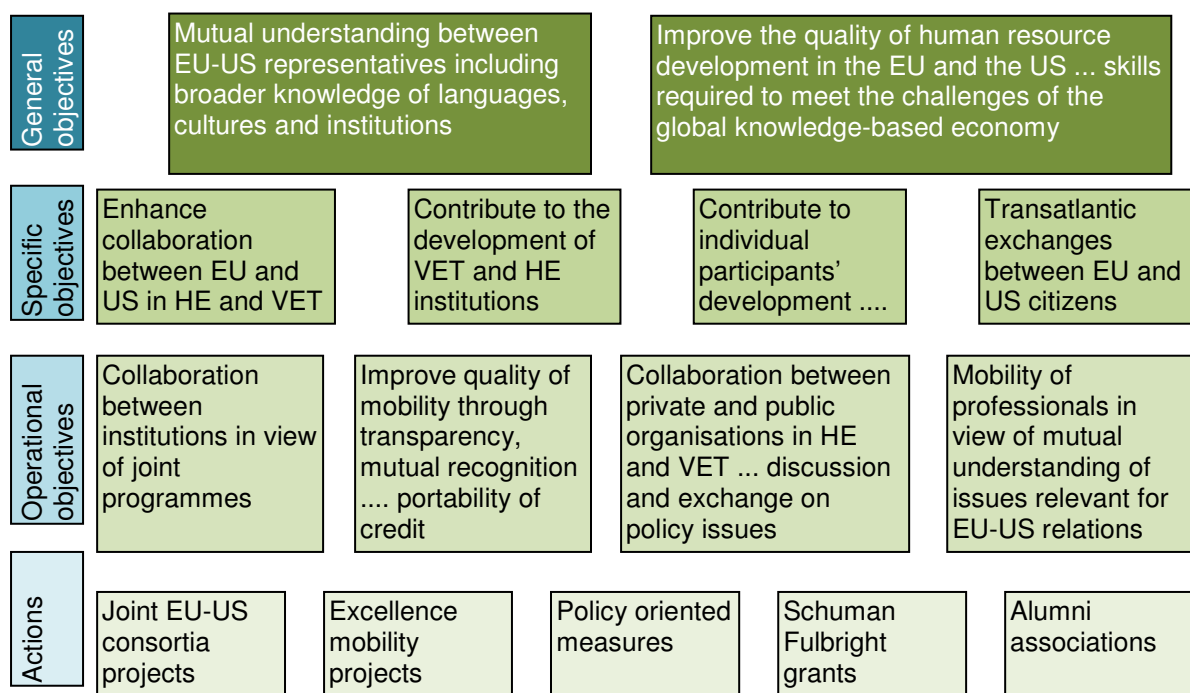 General
objectives
Mutual understanding between
EU-US representatives including
broader knowledge of languages,
cultures and institutions
Improve the quality of human resource
development in the EU and the US ... skills
required to meet the challenges of the
global knowledge-based economy
Specific
objectives
Enhance
collaboration
between EU and
US in HE and VET
Contribute to the
development of
VET and HE
institutions
Contribute to
individual
participants’
development ....
Transatlantic
exchanges
between EU and
US citizens
Operational
objectives
Collaboration
between
institutions in view
of joint
programmes
Improve quality of
mobility through
transparency,
mutual recognition
.... portability of
credit
Collaboration between
private and public
organisations in HE
and VET ... discussion
and exchange on
policy issues
Mobility of
professionals in
view of mutual
understanding of
issues relevant for
EU-US relations
Actions
Joint EU-US
consortia
projects
Excellence
mobility
projects
Policy oriented
measures
Schuman
Fulbright
grants
Alumni
associations